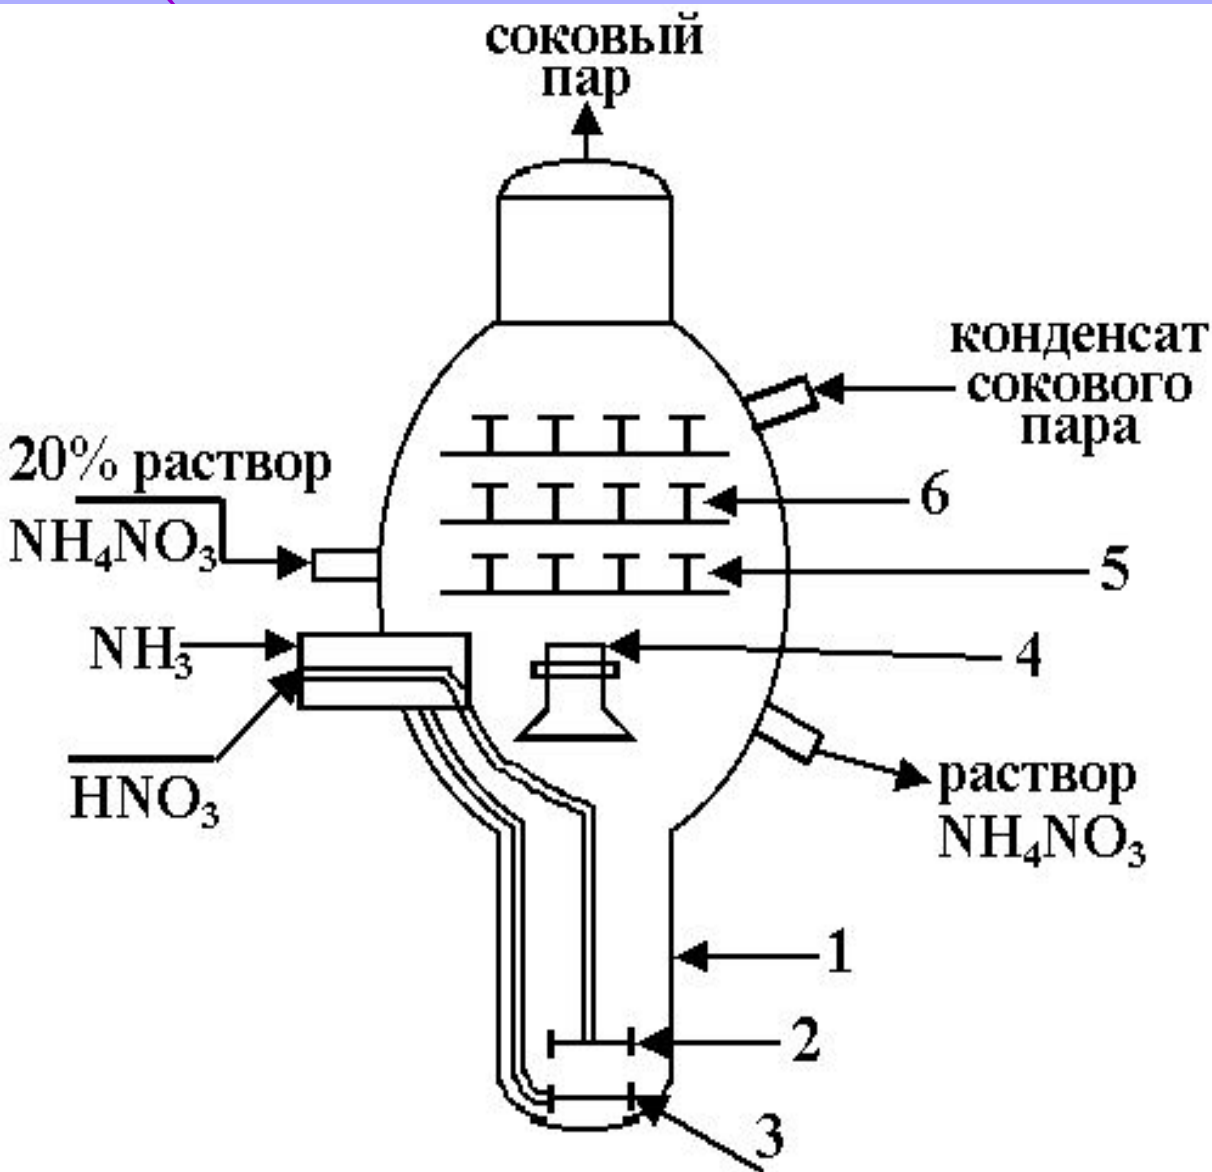 соковый
пар
конденсат
сокового
пара
20% раствор
NH₄NO₃
6
5
NH₃
4
HNO₃
раствор
NH₄NO₃
1
2
3